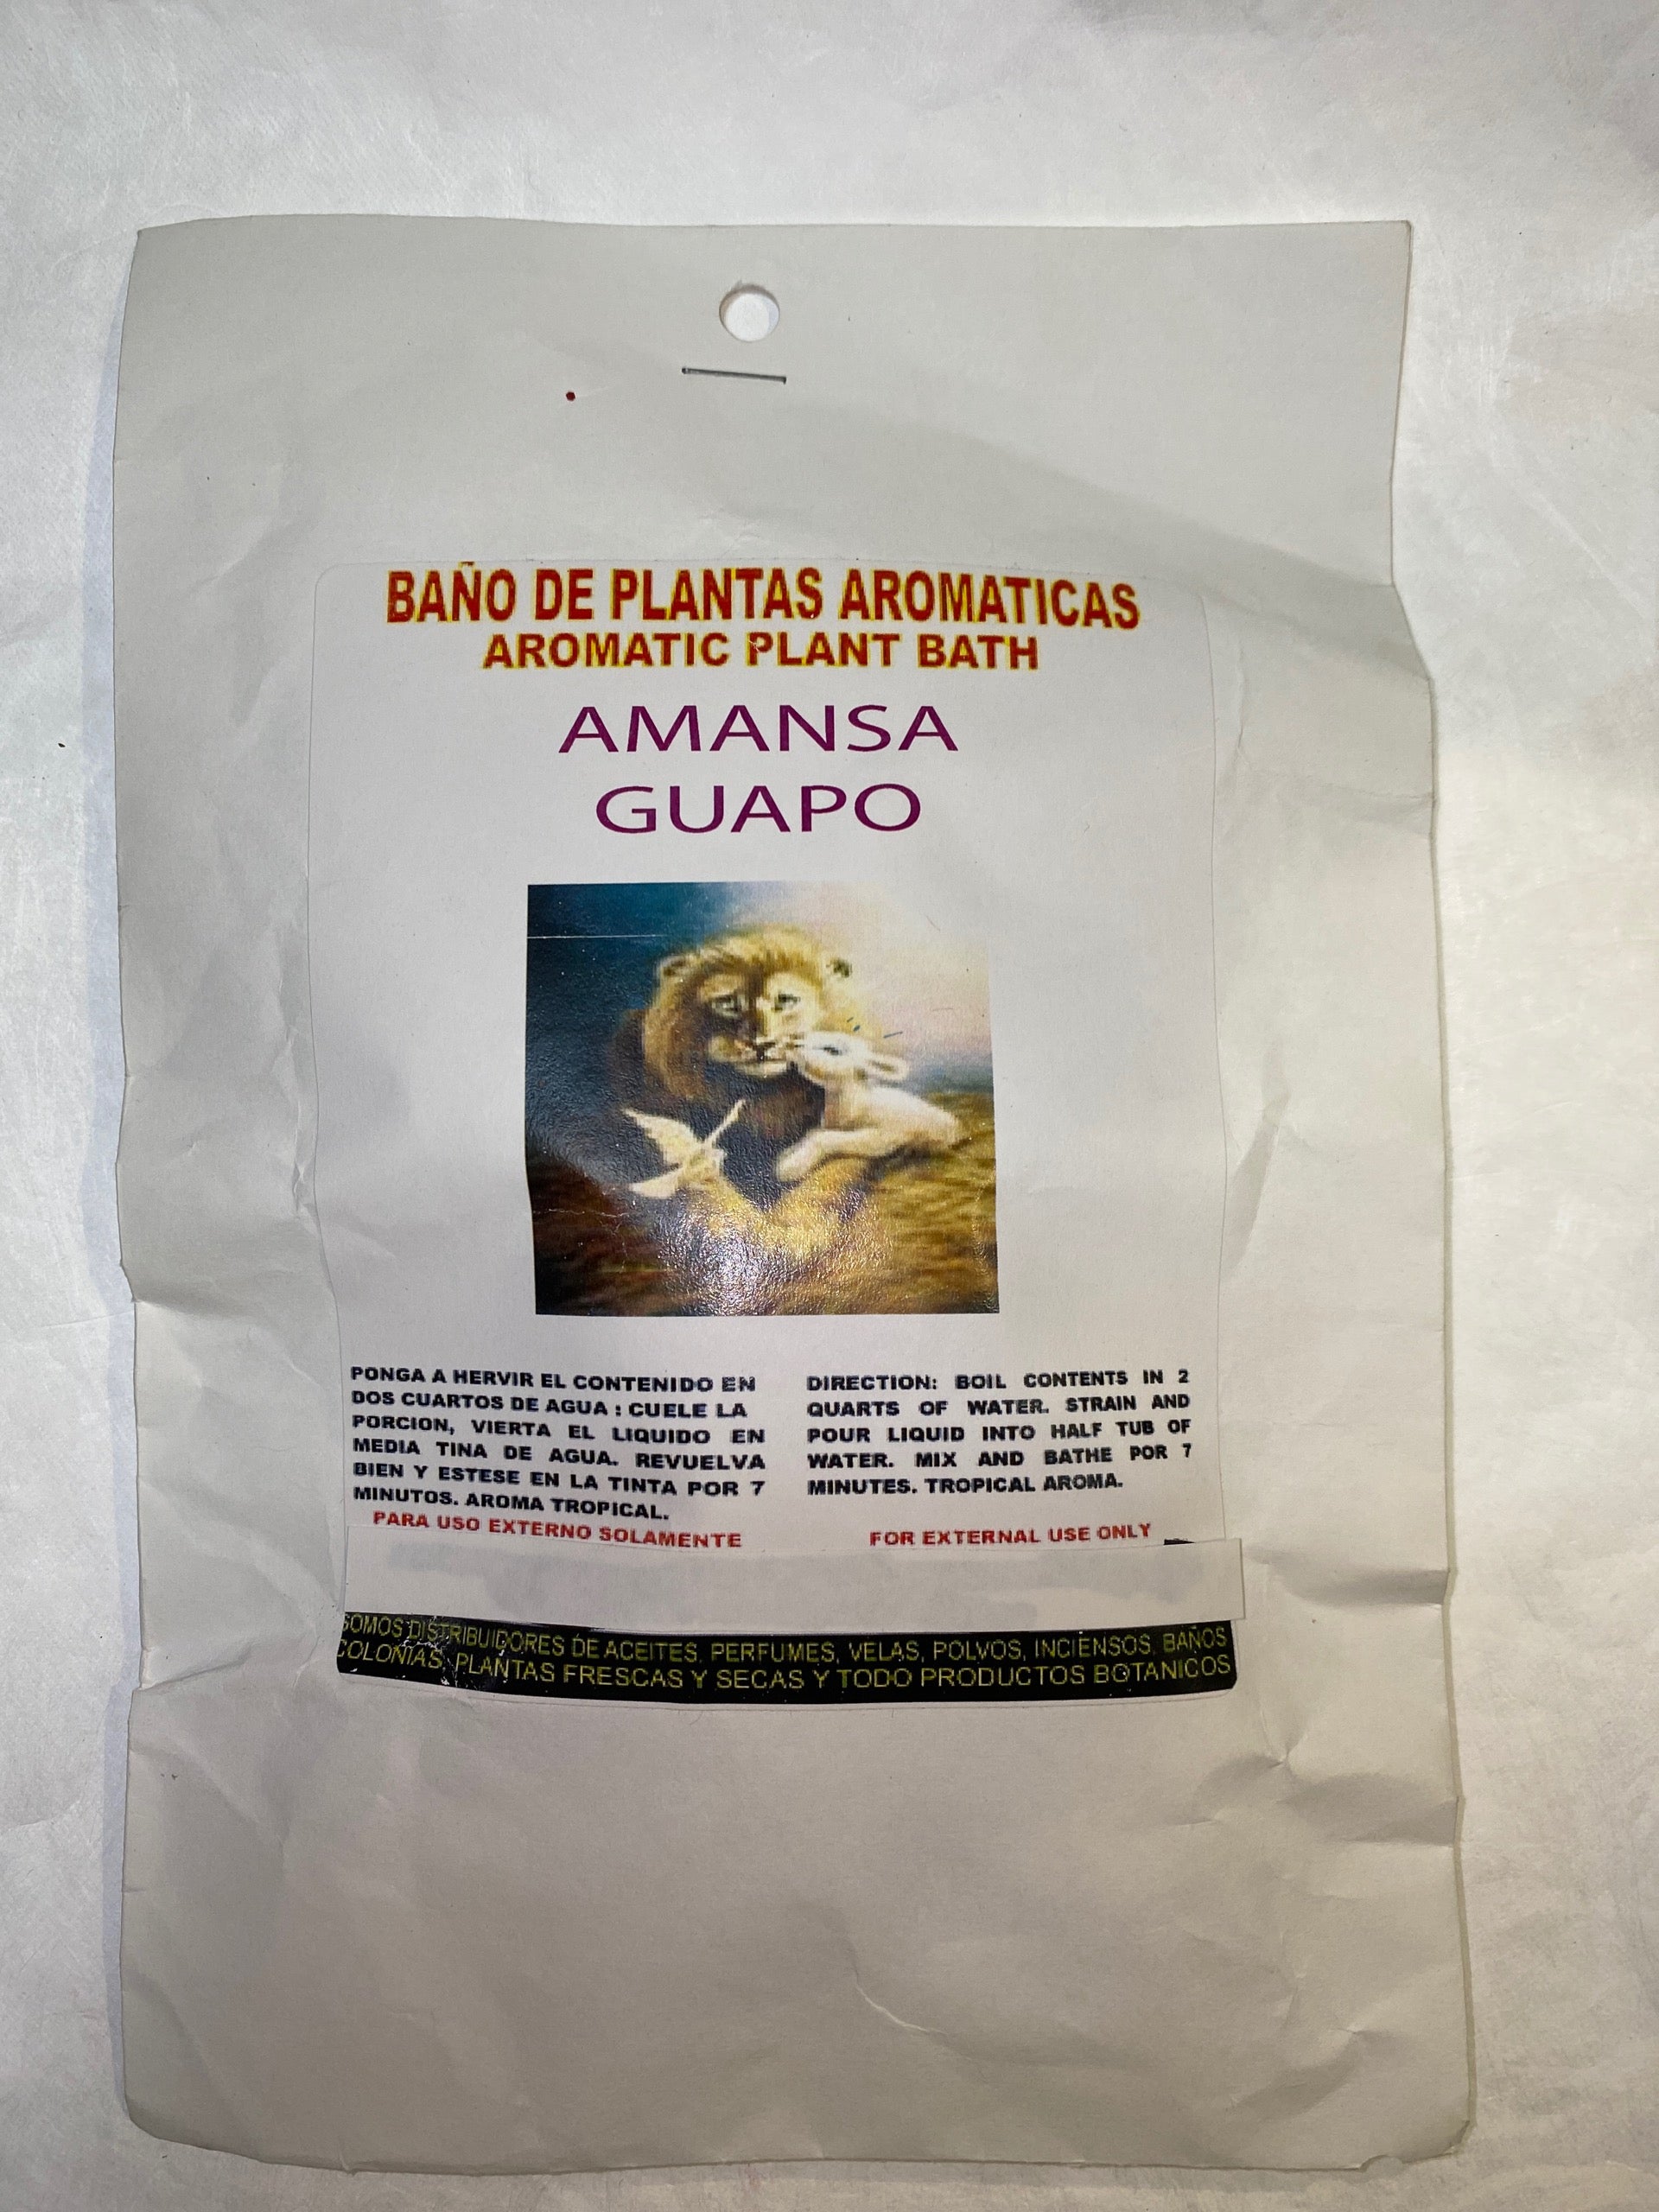 BAÑO DE PLANTAS AROMATICAS
AROMATIC PLANT BATH
AMANSA
GUAPO
PONGA A HERVIR EL CONTENIDO EN
DOS CUARTOS DE AGUA : CUELE LA
PORCION, VIERTA EL LIQUIDO EN
MEDIA TINA DE AGUA. REVUELVA
BIEN Y ESTESE EN LA TINTA POR 7
MINUTOS. AROMA TROPICAL.
PARA USO EXTERNO SOLAMENTE
DIRECTION: BOIL CONTENTS IN 2
QUARTS OF WATER. STRAIN AND
POUR LIQUID INTO HALF TUB OF
WATER. MIX AND BATHE POR 7
MINUTES. TROPICAL AROMA.
FOR EXTERNAL USE ONLY
SOMOS DISTRIBUIDORES DE ACEITES, PERFUMES, VELAS, POLVOS, INCIENSOS, BAÑOS
COLONIAS, PLANTAS FRESCAS Y SECAS Y TODO PRODUCTOS BOTANICOS